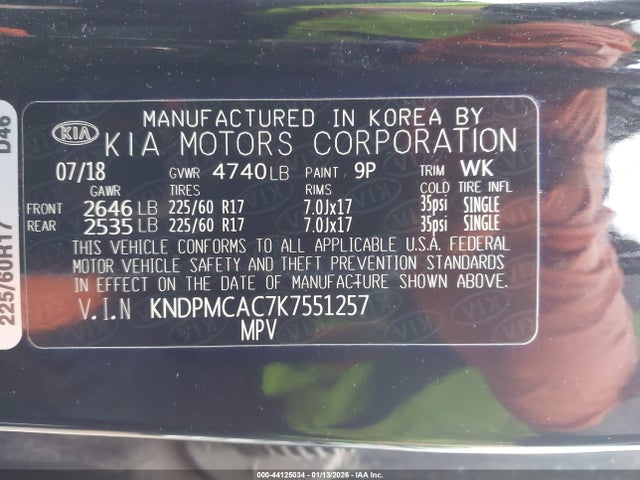 MANUFACTURED IN KOREA BY
KIA KIA MOTORS CORPORATION
07/18 GVWR 4740LB PAINT 9P TRIM WK
GAWR TIRES RIMS COLD TIRE INFL
FRONT 2646 LB 225/60 R17 7.0Jx17 35psi SINGLE
REAR 2535 LB 225/60 R17 7.0Jx17 35psi SINGLE
THIS VEHICLE CONFORMS TO ALL APPLICABLE U.S.A. FEDERAL
MOTOR VEHICLE SAFETY AND THEFT PREVENTION STANDARDS
IN EFFECT ON THE DATE OF MANUFACTURE SHOWN ABOVE.
V.I.N KNDPMCAC7K7551257
MPV
225/60R17 D46
000-44125034 | 01/13/2026 | IAA Inc.